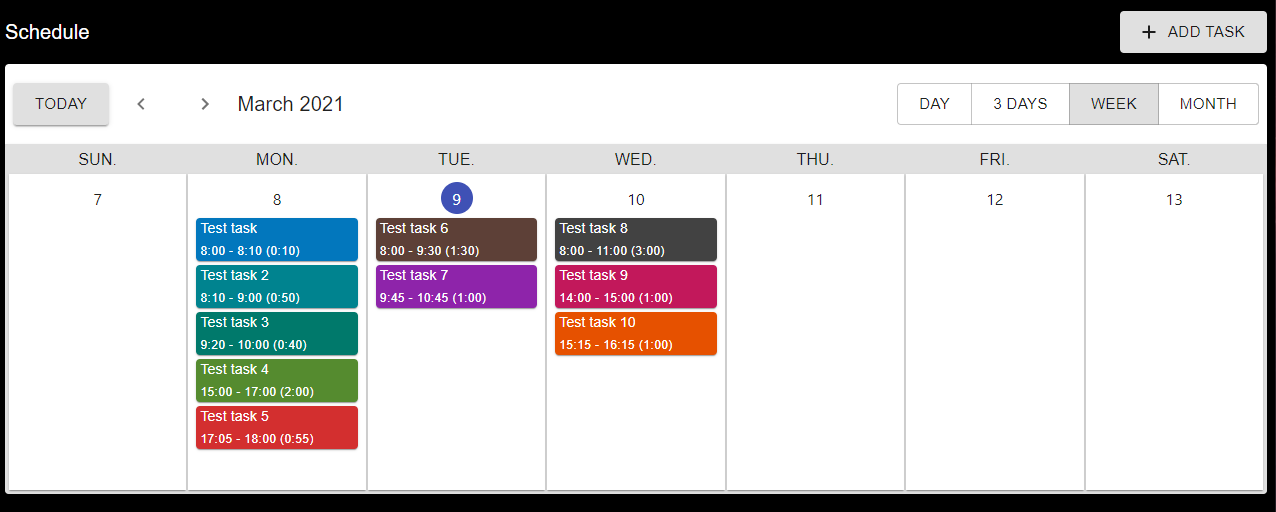 Schedule
+ ADD TASK
TODAY
March 2021
DAY
3 DAYS
WEEK
MONTH
SUN.
MON.
TUE.
WED.
THU.
FRI.
SAT.
7
8
Test task
8:00 - 8:10 (0:10)
Test task 2
8:10 - 9:00 (0:50)
Test task 3
9:20 - 10:00 (0:40)
Test task 4
15:00 - 17:00 (2:00)
Test task 5
17:05 - 18:00 (0:55)
9
Test task 6
8:00 - 9:30 (1:30)
Test task 7
9:45 - 10:45 (1:00)
10
Test task 8
8:00 - 11:00 (3:00)
Test task 9
14:00 - 15:00 (1:00)
Test task 10
15:15 - 16:15 (1:00)
11
12
13